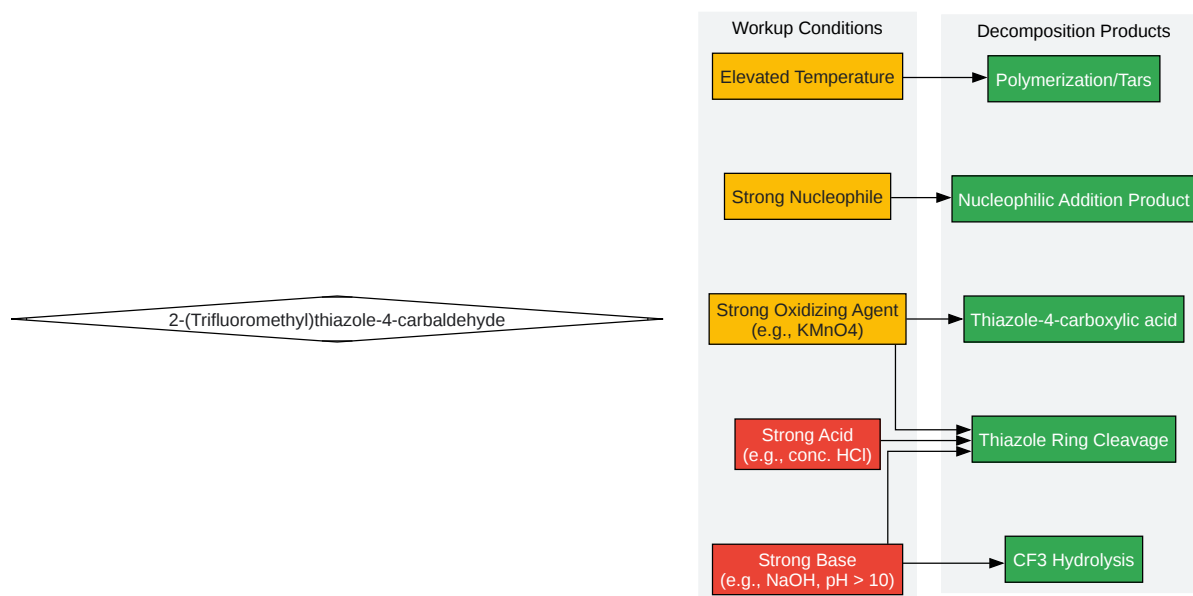 Workup Conditions
Decomposition Products
Elevated Temperature
Polymerization/Tars
Strong Nucleophile
Nucleophilic Addition Product
2-(Trifluoromethyl)thiazole-4-carbaldehyde
Strong Oxidizing Agent
(e.g., KMnO4)
Thiazole-4-carboxylic acid
Strong Acid
(e.g., conc. HCl)
Thiazole Ring Cleavage
Strong Base
(e.g., NaOH, pH > 10)
CF3 Hydrolysis